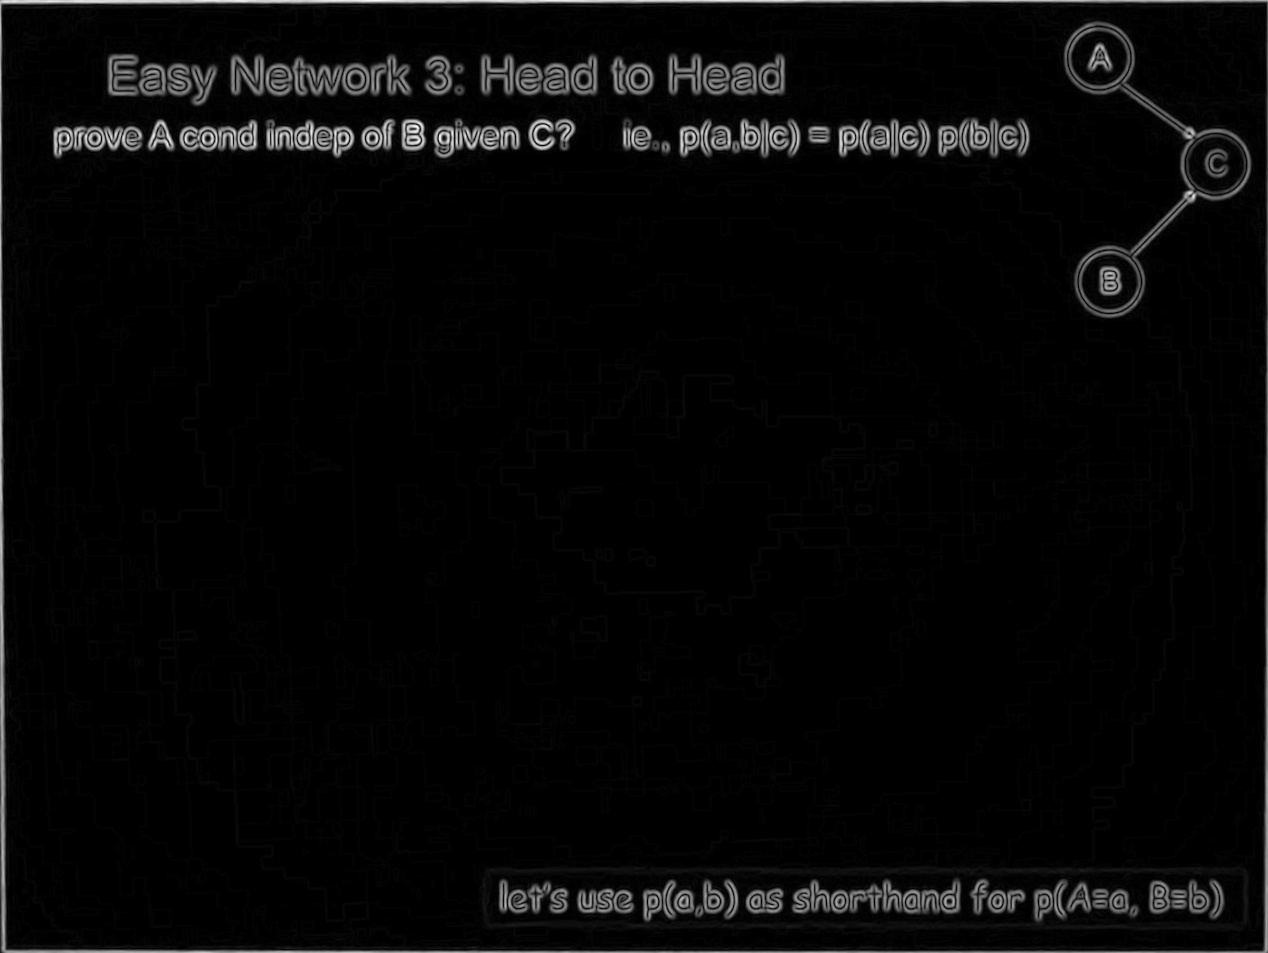 Easy Network 3: Head to Head
prove A cond indep of B given C? ie., p(a,b|c) = p(a|c) p(b|c)
A
C
B
let's use p(a,b) as shorthand for p(A=a, B=b)